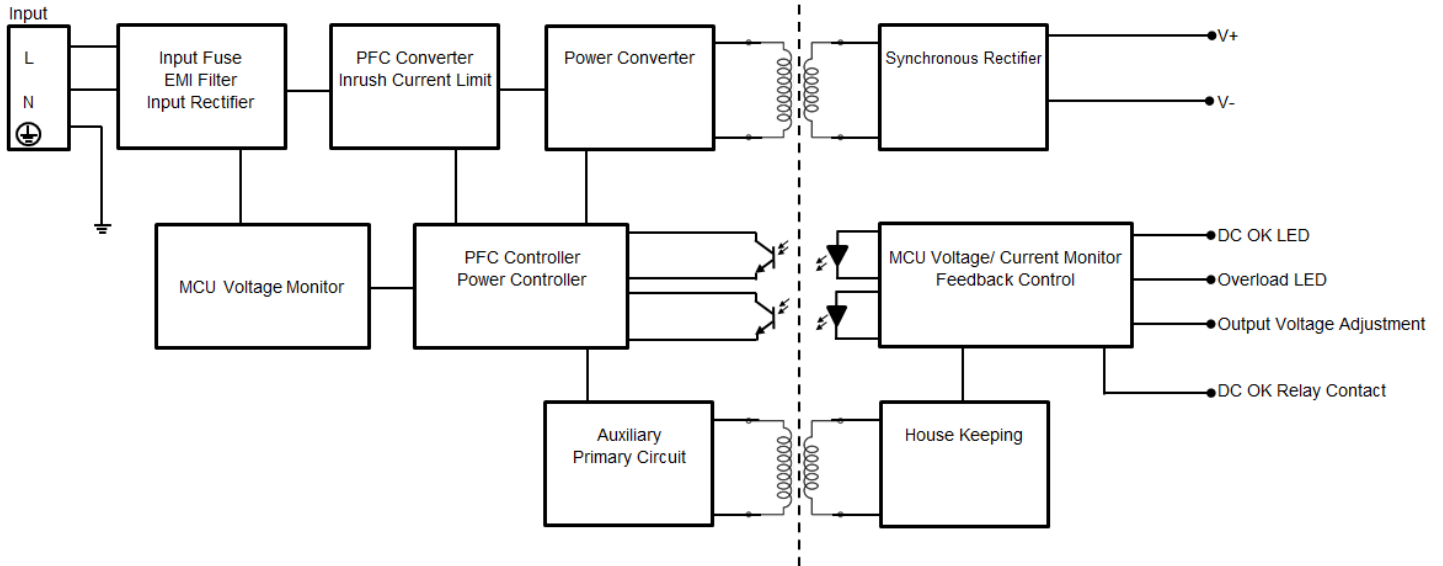 Input
L
N
Input Fuse
EMI Filter
Input Rectifier
PFC Converter
Inrush Current Limit
Power Converter
Synchronous Rectifier
V+
V-
MCU Voltage Monitor
PFC Controller
Power Controller
MCU Voltage/ Current Monitor
Feedback Control
DC OK LED
Overload LED
Output Voltage Adjustment
DC OK Relay Contact
Auxiliary
Primary Circuit
House Keeping